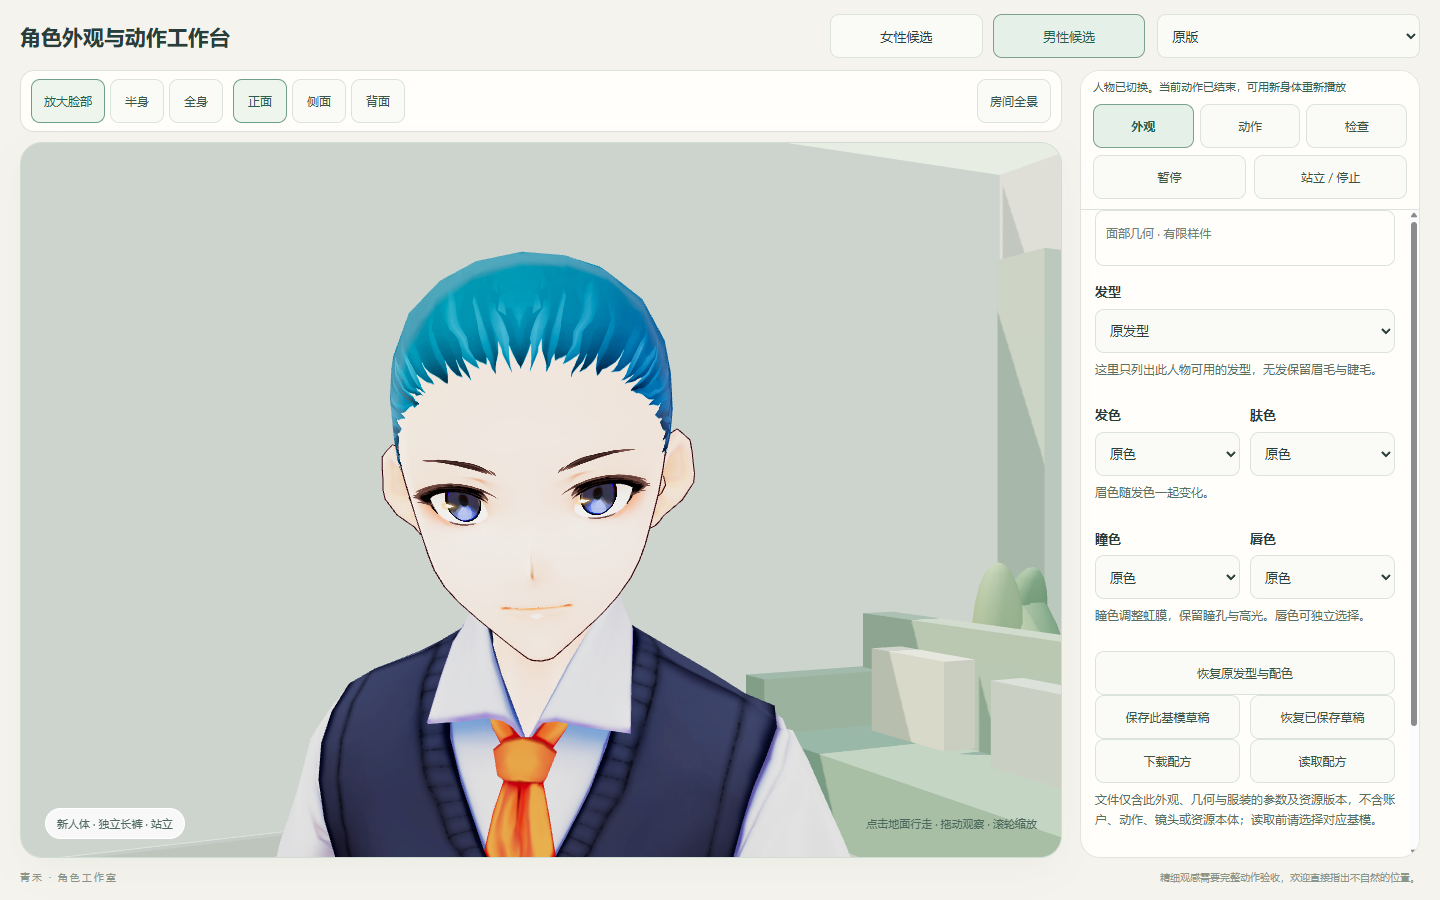 角色外观与动作工作台
女性候选
男性候选
原版
放大脸部
半身
全身
正面
侧面
背面
房间全景
人物已切换。当前动作已结束，可用新身体重新播放
外观
动作
检查
暂停
站立 / 停止
面部几何 · 有限样件
发型
原发型
这里只列出此人物可用的发型，无发保留眉毛与睫毛。
发色
肤色
原色
原色
眉色随发色一起变化。
瞳色
唇色
原色
原色
瞳色调整虹膜，保留瞳孔与高光。唇色可独立选择。
恢复原发型与配色
保存此基模草稿
恢复已保存草稿
下载配方
读取配方
文件仅含此外观、几何与服装的参数及资源版本，不含账
户、动作、镜头或资源本体；读取前请选择对应基模。
新人体 · 独立长裤 · 站立
点击地面行走 · 拖动观察 · 滚轮缩放
青禾 · 角色工作室
精细观感需要完整动作验收，欢迎直接指出不自然的位置。